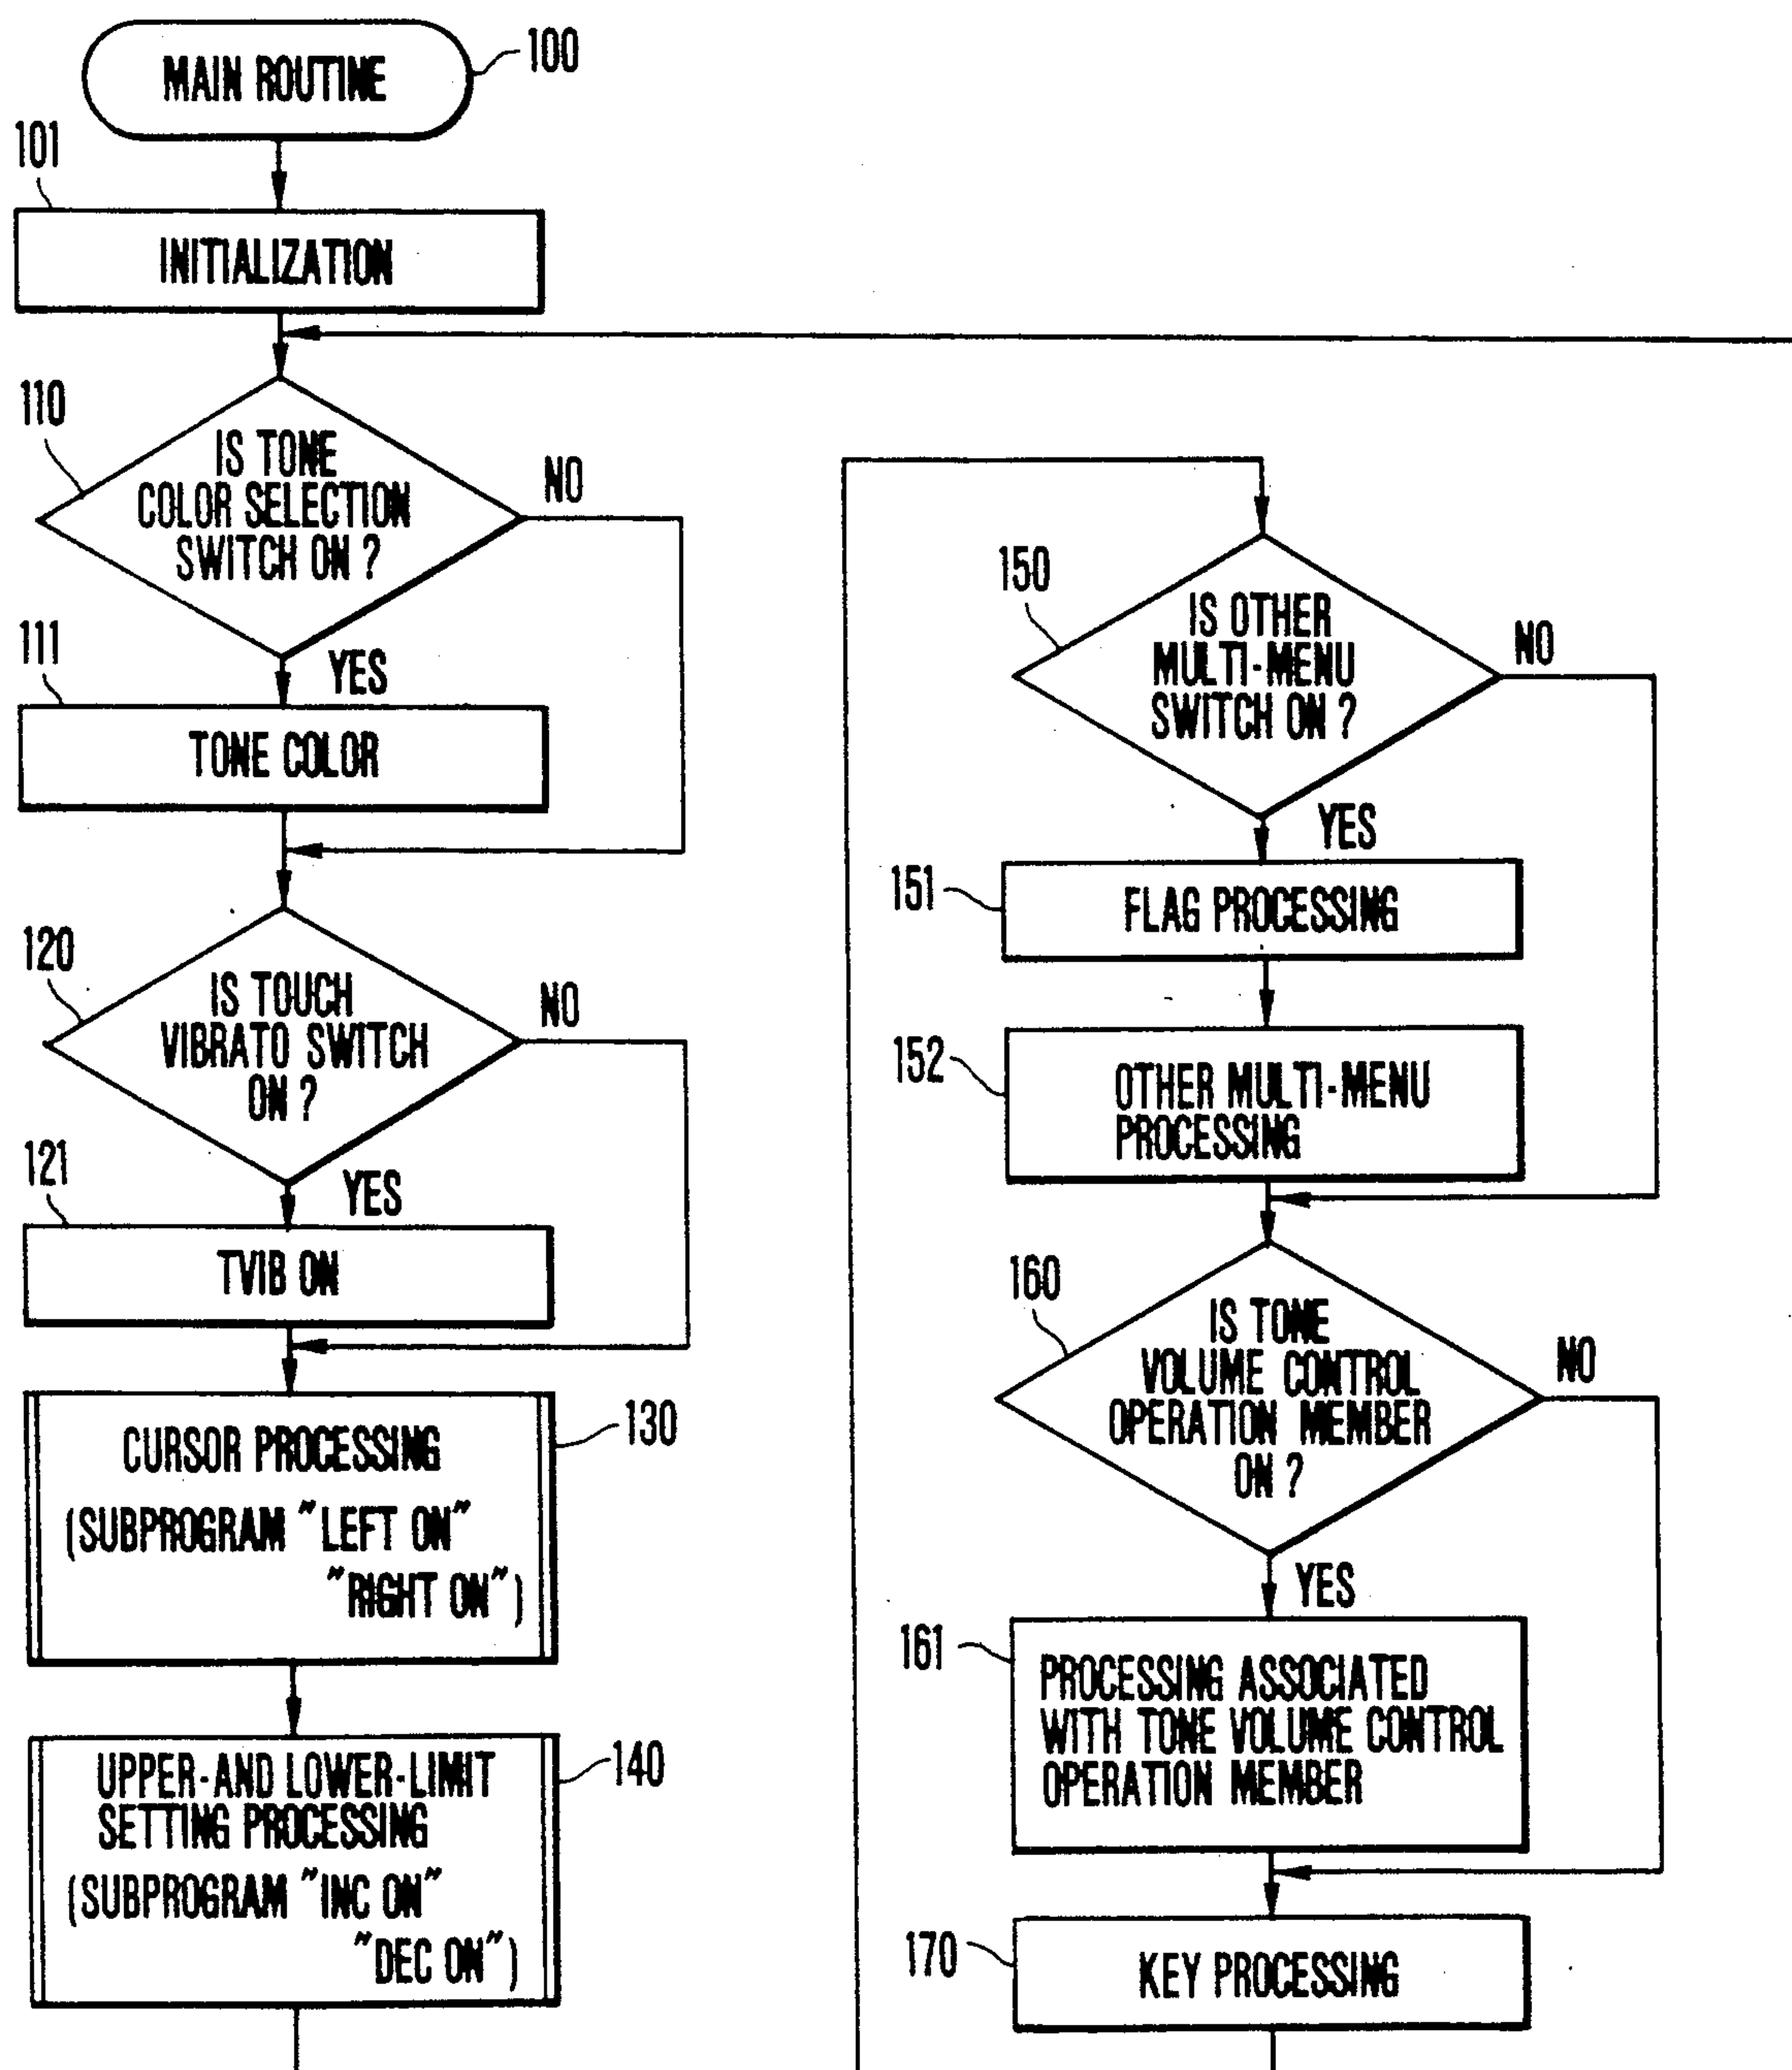 MAIN ROUTINE
100
101
INITIALIZATION
110
IS TONE
COLOR SELECTION
SWITCH ON ?
NO
111
YES
TONE COLOR
120
IS TOUCH
VIBRATO SWITCH
ON ?
NO
121
YES
TVIB ON
CURSOR PROCESSING
130
(SUBPROGRAM "LEFT ON"
"RIGHT ON")
UPPER-AND LOWER-LIMIT
SETTING PROCESSING
140
(SUBPROGRAM "INC ON"
"DEC ON")
150
IS OTHER
MULTI-MENU
SWITCH ON ?
NO
YES
151
FLAG PROCESSING
152
OTHER MULTI-MENU
PROCESSING
160
IS TONE
VOLUME CONTROL
OPERATION MEMBER
ON ?
NO
YES
161
PROCESSING ASSOCIATED
WITH TONE VOLUME CONTROL
OPERATION MEMBER
170
KEY PROCESSING